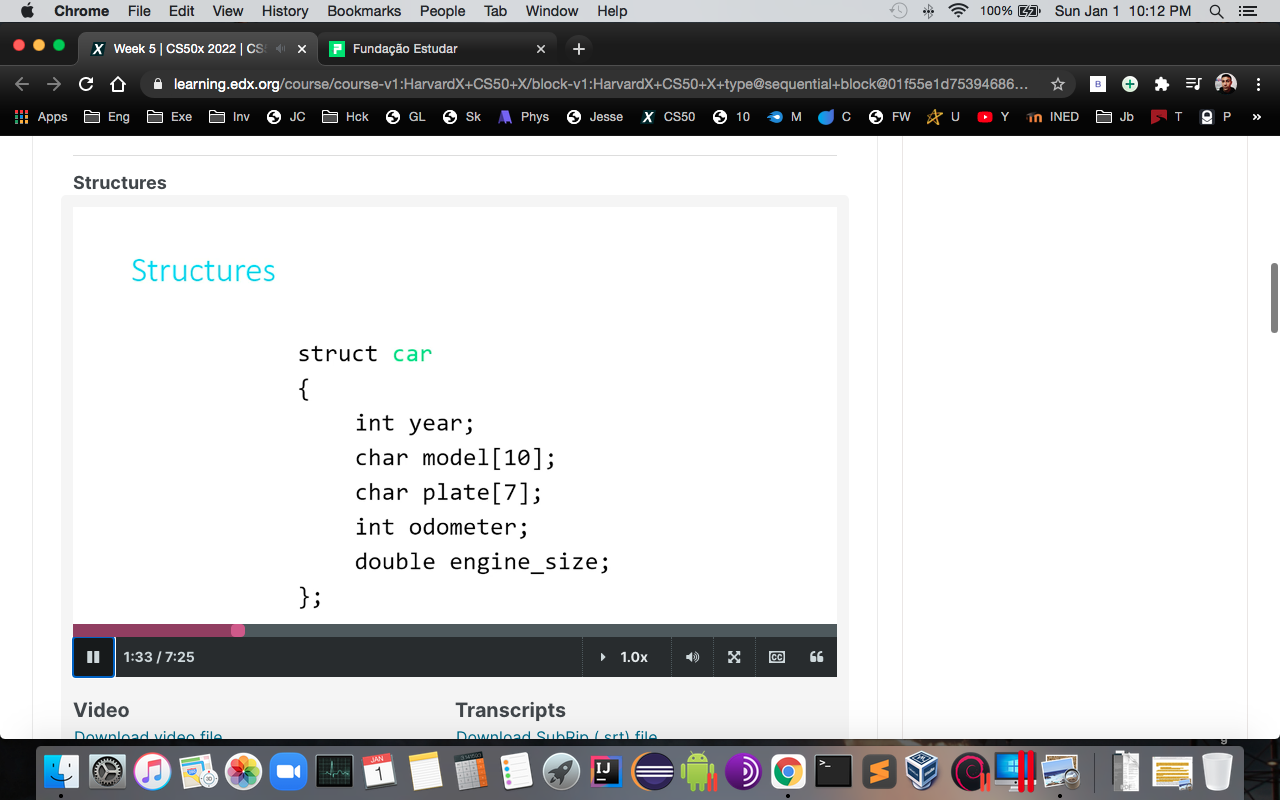 Chrome File Edit View History Bookmarks People Tab Window Help 100% Sun Jan 1 10:12 PM
X Week 5 | CS50x 2022 | CS Fundação Estudar
learning.edx.org/course/course-v1:HarvardX+CS50+X/block-v1:HarvardX+CS50+X+type@sequential+block@01f55e1d75394686... B
Apps Eng Exe Inv JC Hck GL Sk Phys Jesse X CS50 10 M C FW U Y in INED Jb T P »
Structures
Structures
struct car
{
int year;
char model[10];
char plate[7];
int odometer;
double engine_size;
};
1:33 / 7:25 1.0x CC
Video Transcripts
Download video file Download SubRip (.srt) file
JAN
1 IJ